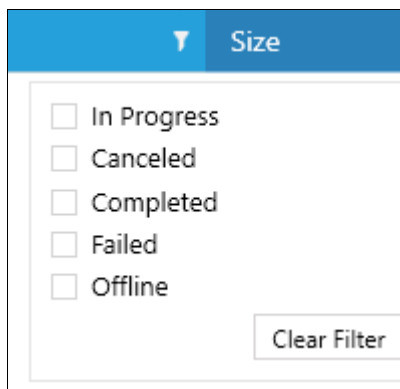 Size
In Progress
Canceled
Completed
Failed
Offline
Clear Filter